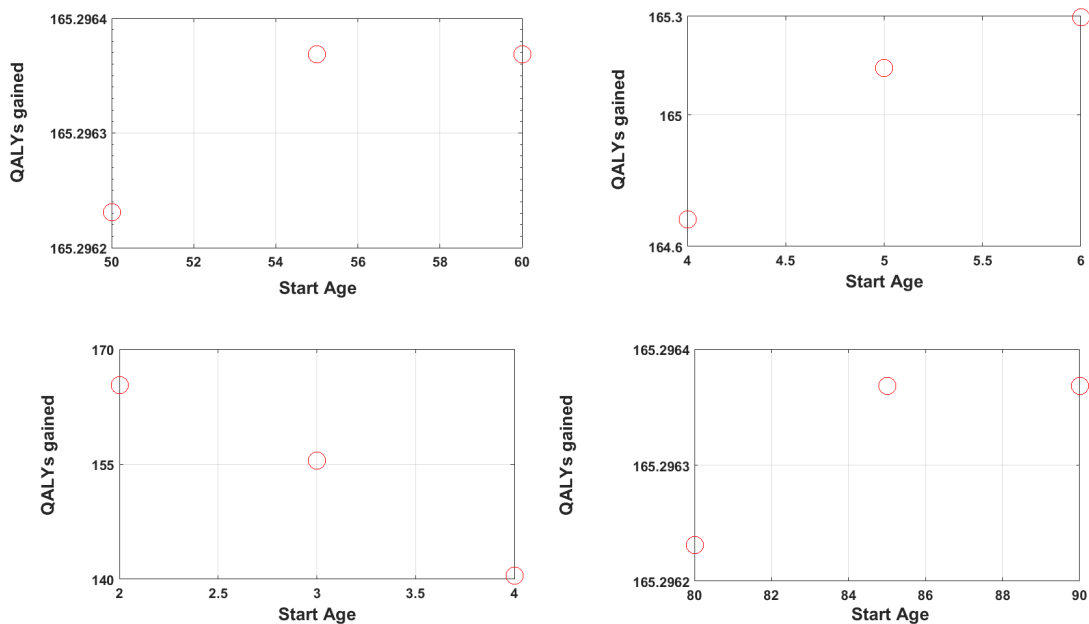 165.2964
165.2963
165.2962
QALYs gained
50 52 54 56 58 60
Start Age
165.3
165
164.6
QALYs gained
4 4.5 5 5.5 6
Start Age
170
155
140
QALYs gained
2 2.5 3 3.5 4
Start Age
165.2964
165.2963
165.2962
QALYs gained
80 82 84 86 88 90
Start Age